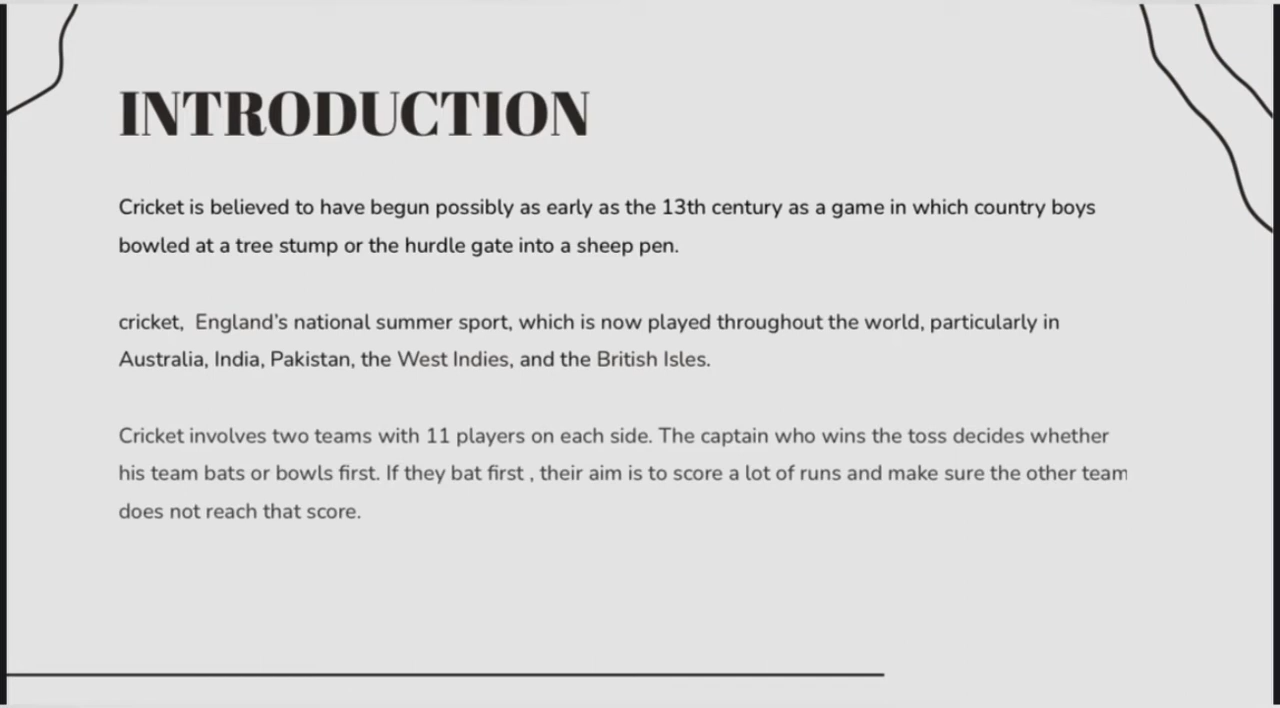 INTRODUCTION
Cricket is believed to have begun possibly as early as the 13th century as a game in which country boys
bowled at a tree stump or the hurdle gate into a sheep pen.
cricket,  England’s national summer sport, which is now played throughout the world, particularly in
Australia, India, Pakistan, the West Indies, and the British Isles.
Cricket involves two teams with 11 players on each side. The captain who wins the toss decides whether
his team bats or bowls first. If they bat first , their aim is to score a lot of runs and make sure the other team
does not reach that score.